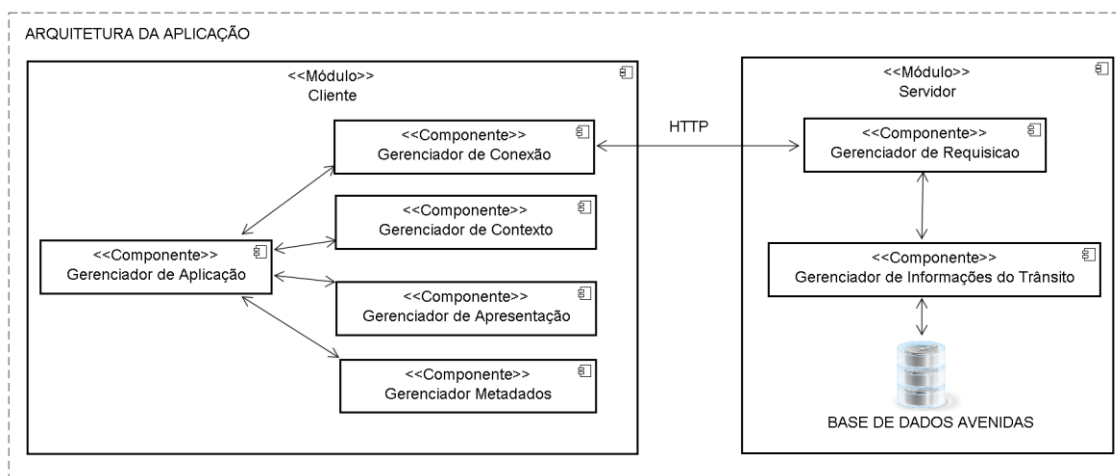 ARQUITETURA DA APLICAÇÃO
<<Módulo>>
Cliente
<<Componente>>
Gerenciador de Conexão
<<Componente>>
Gerenciador de Contexto
<<Componente>>
Gerenciador de Aplicação
<<Componente>>
Gerenciador de Apresentação
<<Componente>>
Gerenciador Metadados
HTTP
<<Módulo>>
Servidor
<<Componente>>
Gerenciador de Requisicao
<<Componente>>
Gerenciador de Informações do Trânsito
BASE DE DADOS AVENIDAS